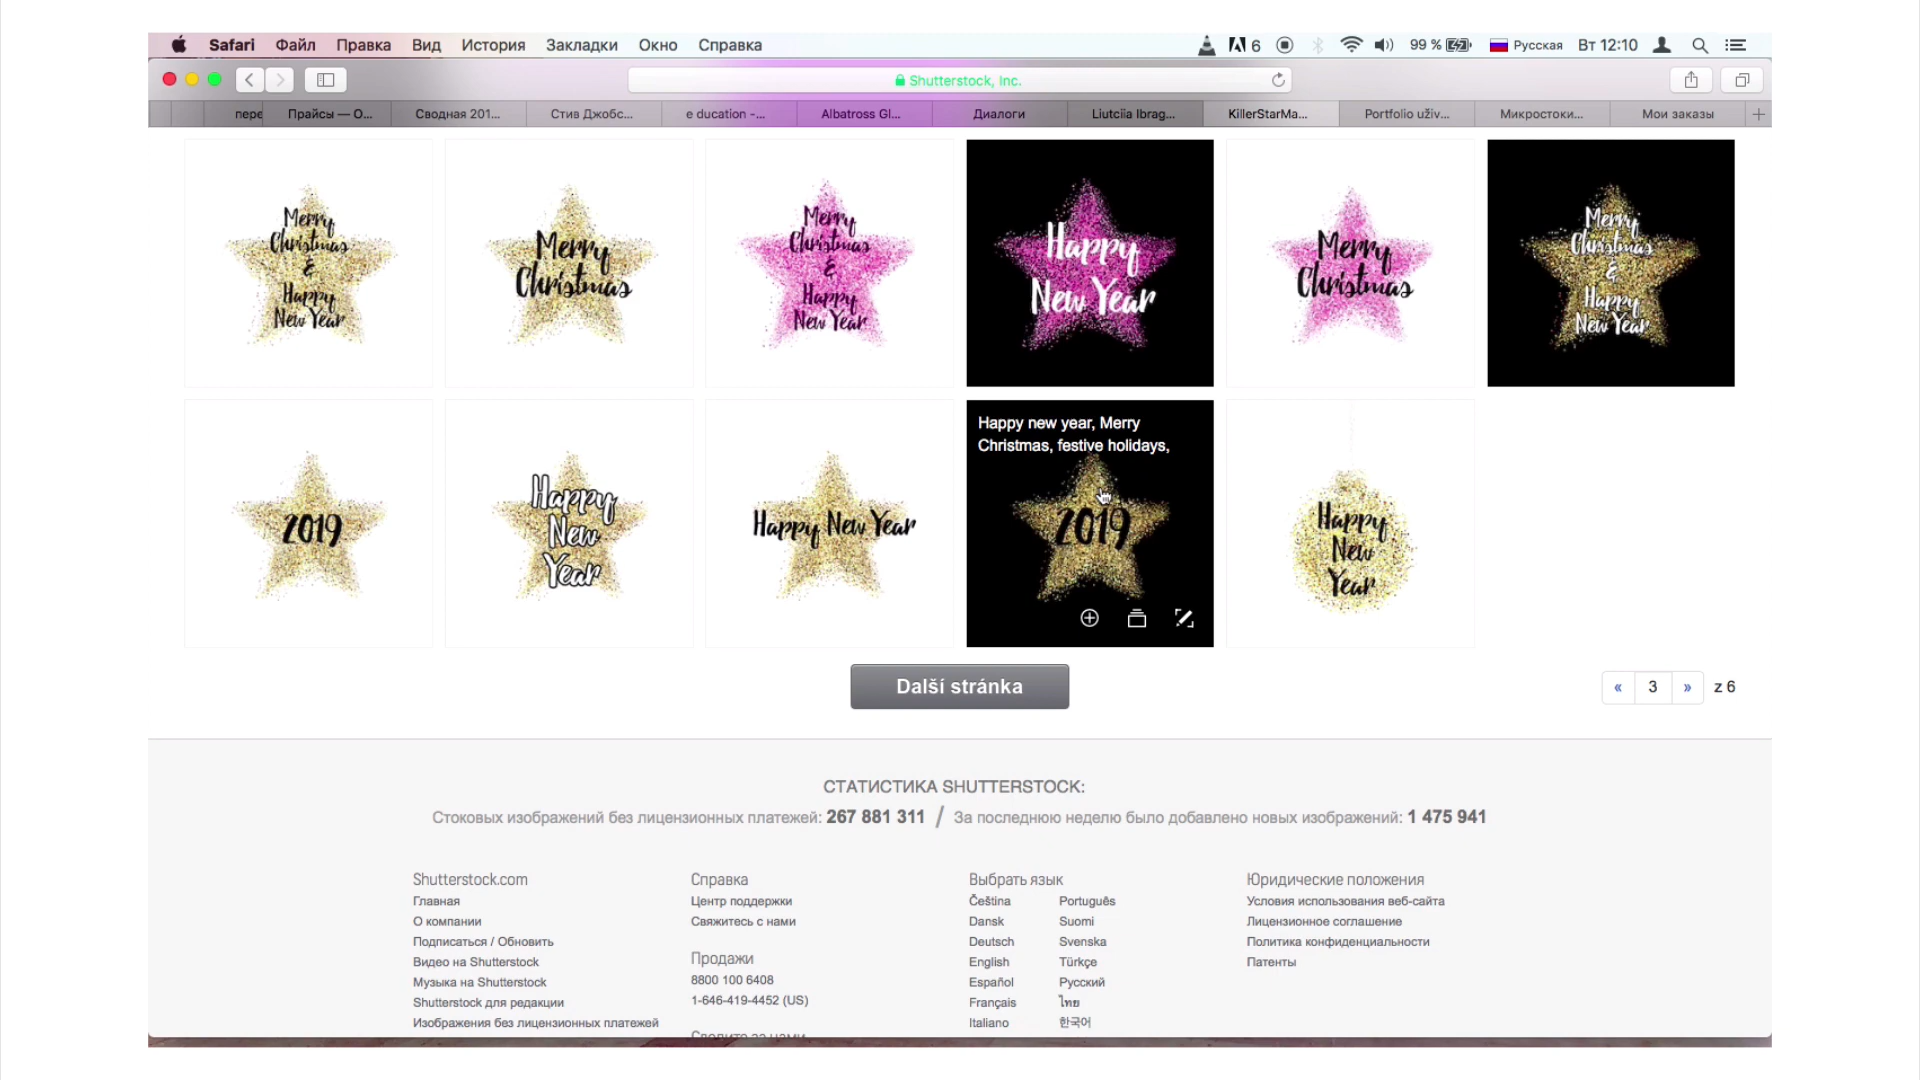 Safari Файл Правка Вид История Закладки Окно Справка 6 99 % Русская Вт 12:10
Shutterstock, Inc.
пере Прайсы — О... Сводная 201... Стив Джобс... e ducation -... Albatross Gl... Диалоги Liutciia Ibrag... KillerStarMa... Portfolio uživ... Микростоки... Мои заказы
Merry
Christmas
&
Happy
New Year
Merry
Christmas
Merry
Christmas
&
Happy
New Year
Happy
New Year
Merry
Christmas
Merry
Christmas
&
Happy
New Year
2019
Happy
New
Year
Happy New Year
Happy new year, Merry
Christmas, festive holidays,
2019
Happy
New
Year
Další stránka
« 3 » z 6
СТАТИСТИКА SHUTTERSTOCK:
Стоковых изображений без лицензионных платежей: 267 881 311 / За последнюю неделю было добавлено новых изображений: 1 475 941
Shutterstock.com
Главная
О компании
Подписаться / Обновить
Видео на Shutterstock
Музыка на Shutterstock
Shutterstock для редакции
Изображения без лицензионных платежей
Справка
Центр поддержки
Свяжитесь с нами
Продажи
8800 100 6408
1-646-419-4452 (US)
Выбрать язык
Čeština Português
Dansk Suomi
Deutsch Svenska
English Türkçe
Español Русский
Français ไทย
Italiano 한국어
Юридические положения
Условия использования веб-сайта
Лицензионное соглашение
Политика конфиденциальности
Патенты